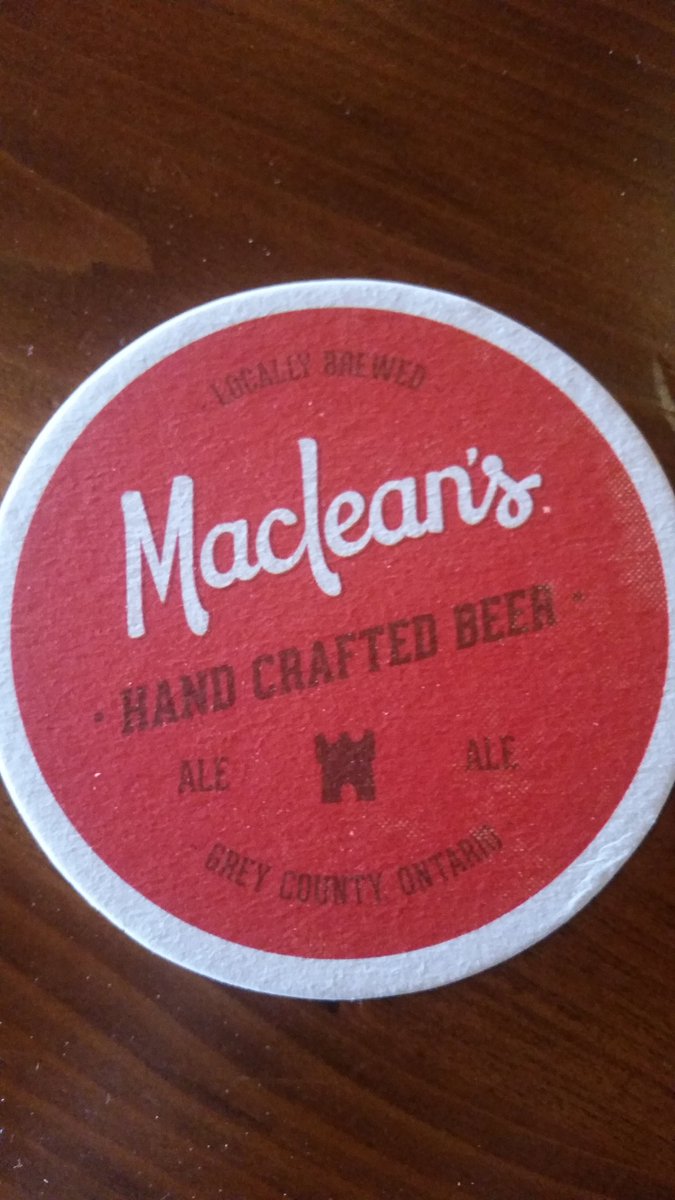 · LOCALLY BREWED ·
Maclean's
· HAND CRAFTED BEER ·
ALE ALE
· GREY COUNTY, ONTARIO ·